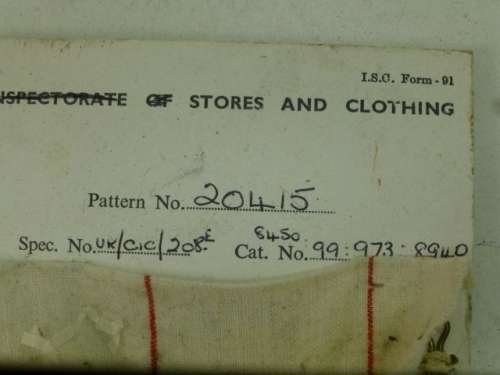 I.S.C. Form - 91
INSPECTORATE OF STORES AND CLOTHING
Pattern No. 20415
8450
Spec. No. UK/CIC/208E Cat. No. 99:973:8940